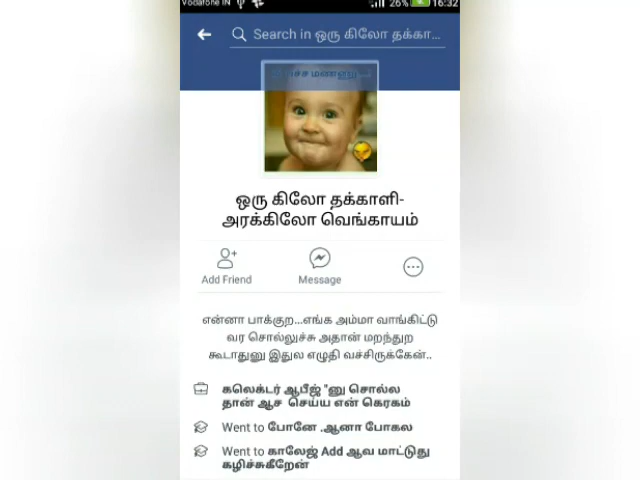 Vodafone IN 26% 16:32
Search in ஒரு கிலோ தக்கா...
மண்ணு
ஒரு கிலோ தக்காளி-
அரக்கிலோ வெங்காயம்
Add Friend Message
என்னா பாக்குற...எங்க அம்மா வாங்கிட்டு
வர சொல்லுச்சு அதான் மறந்துற
கூடாதுனு இதுல எழுதி வச்சிருக்கேன்..
கலெக்டர் ஆபீஜ் "னு சொல்ல
தான் ஆச செய்ய என் கெரகம்
Went to போனே .ஆனா போகல
Went to காலேஜ் Add ஆவ மாட்டுது
கழிச்சுகீறேன்